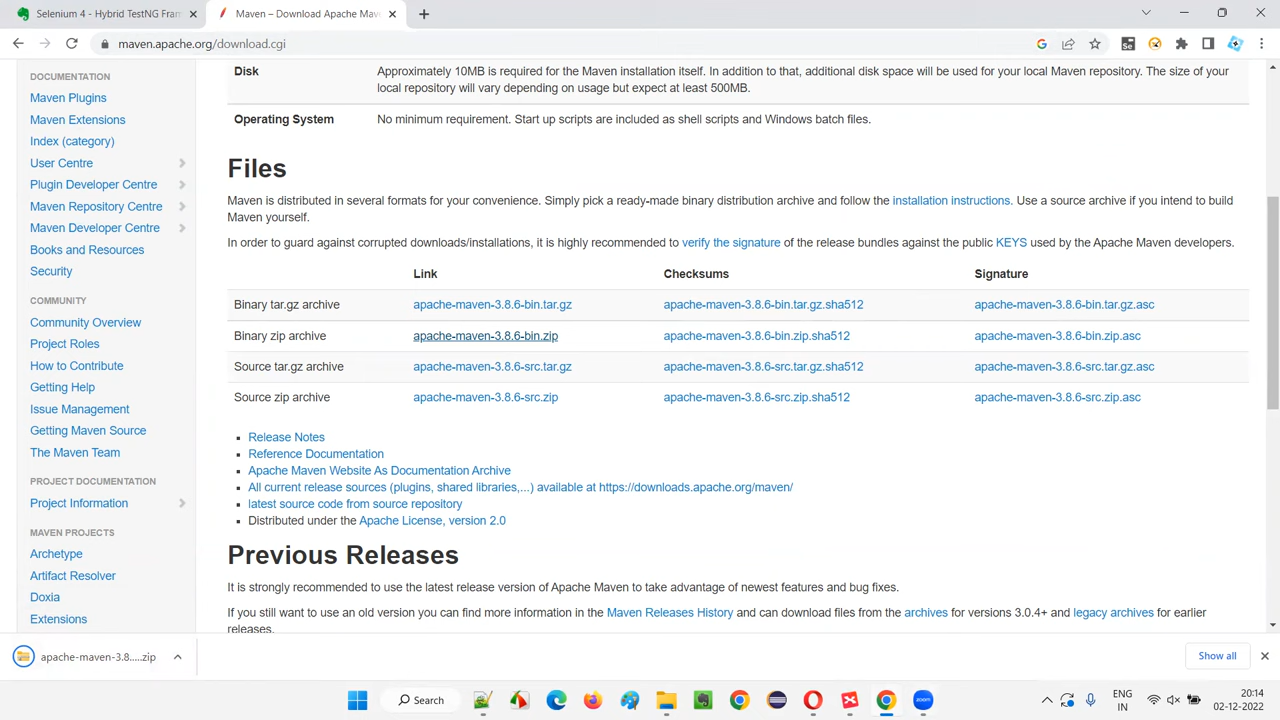 Selenium 4 - Hybrid TestNG Fram
Maven – Download Apache Mav
maven.apache.org/download.cgi
DOCUMENTATION
Maven Plugins
Maven Extensions
Index (category)
User Centre
Plugin Developer Centre
Maven Repository Centre
Maven Developer Centre
Books and Resources
Security
COMMUNITY
Community Overview
Project Roles
How to Contribute
Getting Help
Issue Management
Getting Maven Source
The Maven Team
PROJECT DOCUMENTATION
Project Information
MAVEN PROJECTS
Archetype
Artifact Resolver
Doxia
Extensions
Disk Approximately 10MB is required for the Maven installation itself. In addition to that, additional disk space will be used for your local Maven repository. The size of your
local repository will vary depending on usage but expect at least 500MB.
Operating System No minimum requirement. Start up scripts are included as shell scripts and Windows batch files.
Files
Maven is distributed in several formats for your convenience. Simply pick a ready-made binary distribution archive and follow the installation instructions. Use a source archive if you intend to build
Maven yourself.
In order to guard against corrupted downloads/installations, it is highly recommended to verify the signature of the release bundles against the public KEYS used by the Apache Maven developers.
Link Checksums Signature
Binary tar.gz archive apache-maven-3.8.6-bin.tar.gz apache-maven-3.8.6-bin.tar.gz.sha512 apache-maven-3.8.6-bin.tar.gz.asc
Binary zip archive apache-maven-3.8.6-bin.zip apache-maven-3.8.6-bin.zip.sha512 apache-maven-3.8.6-bin.zip.asc
Source tar.gz archive apache-maven-3.8.6-src.tar.gz apache-maven-3.8.6-src.tar.gz.sha512 apache-maven-3.8.6-src.tar.gz.asc
Source zip archive apache-maven-3.8.6-src.zip apache-maven-3.8.6-src.zip.sha512 apache-maven-3.8.6-src.zip.asc
Release Notes
Reference Documentation
Apache Maven Website As Documentation Archive
All current release sources (plugins, shared libraries,...) available at https://downloads.apache.org/maven/
latest source code from source repository
Distributed under the Apache License, version 2.0
Previous Releases
It is strongly recommended to use the latest release version of Apache Maven to take advantage of newest features and bug fixes.
If you still want to use an old version you can find more information in the Maven Releases History and can download files from the archives for versions 3.0.4+ and legacy archives for earlier
releases.
apache-maven-3.8.....zip
Show all
Search
zoom
ENG
IN
20:14
02-12-2022